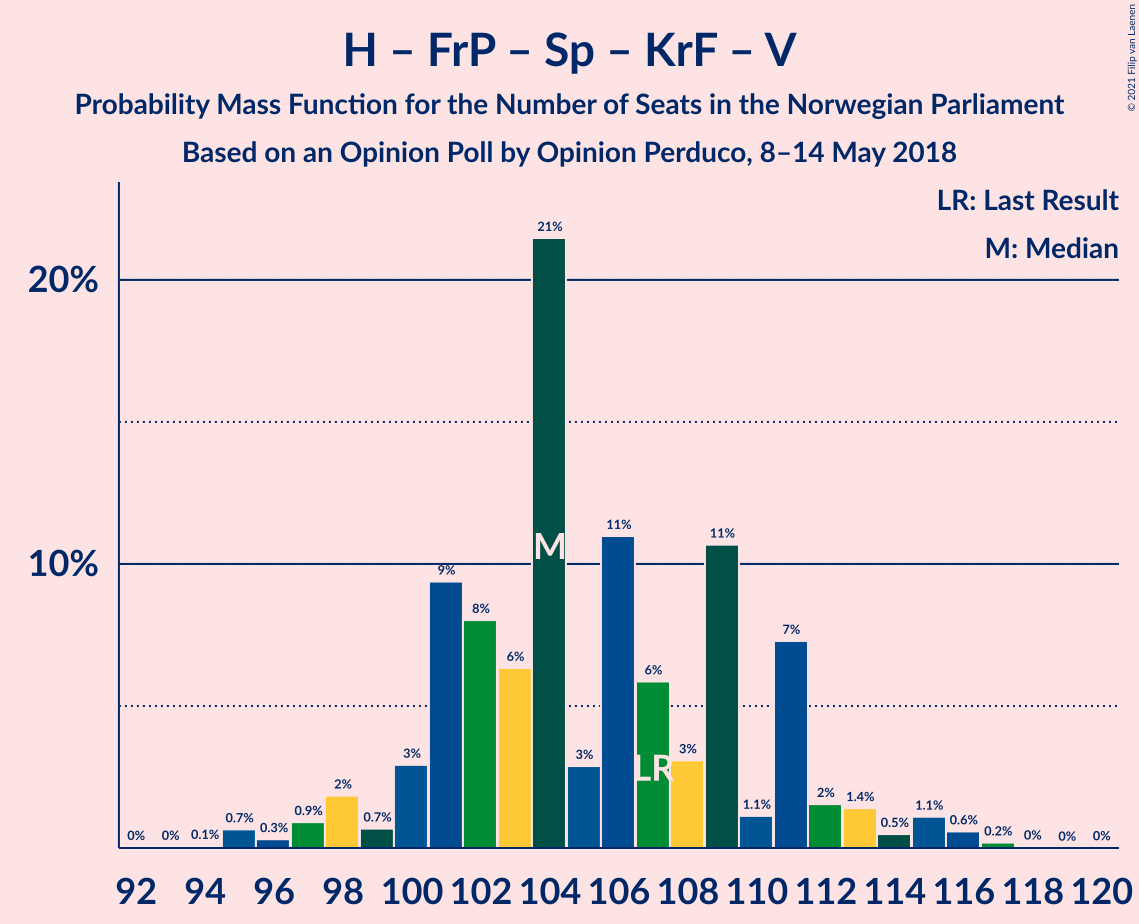 H – FrP – Sp – KrF – V
Probability Mass Function for the Number of Seats in the Norwegian Parliament
Based on an Opinion Poll by Opinion Perduco, 8–14 May 2018
© 2021 Filip van Laenen
LR: Last Result
M: Median
20%
10%
0% 0% 0.1% 0.7% 0.3% 0.9% 2% 0.7% 3% 9% 8% 6% 21% 3% 11% 6% 3% 11% 1.1% 7% 2% 1.4% 0.5% 1.1% 0.6% 0.2% 0% 0% 0%
M
LR
92 94 96 98 100 102 104 106 108 110 112 114 116 118 120